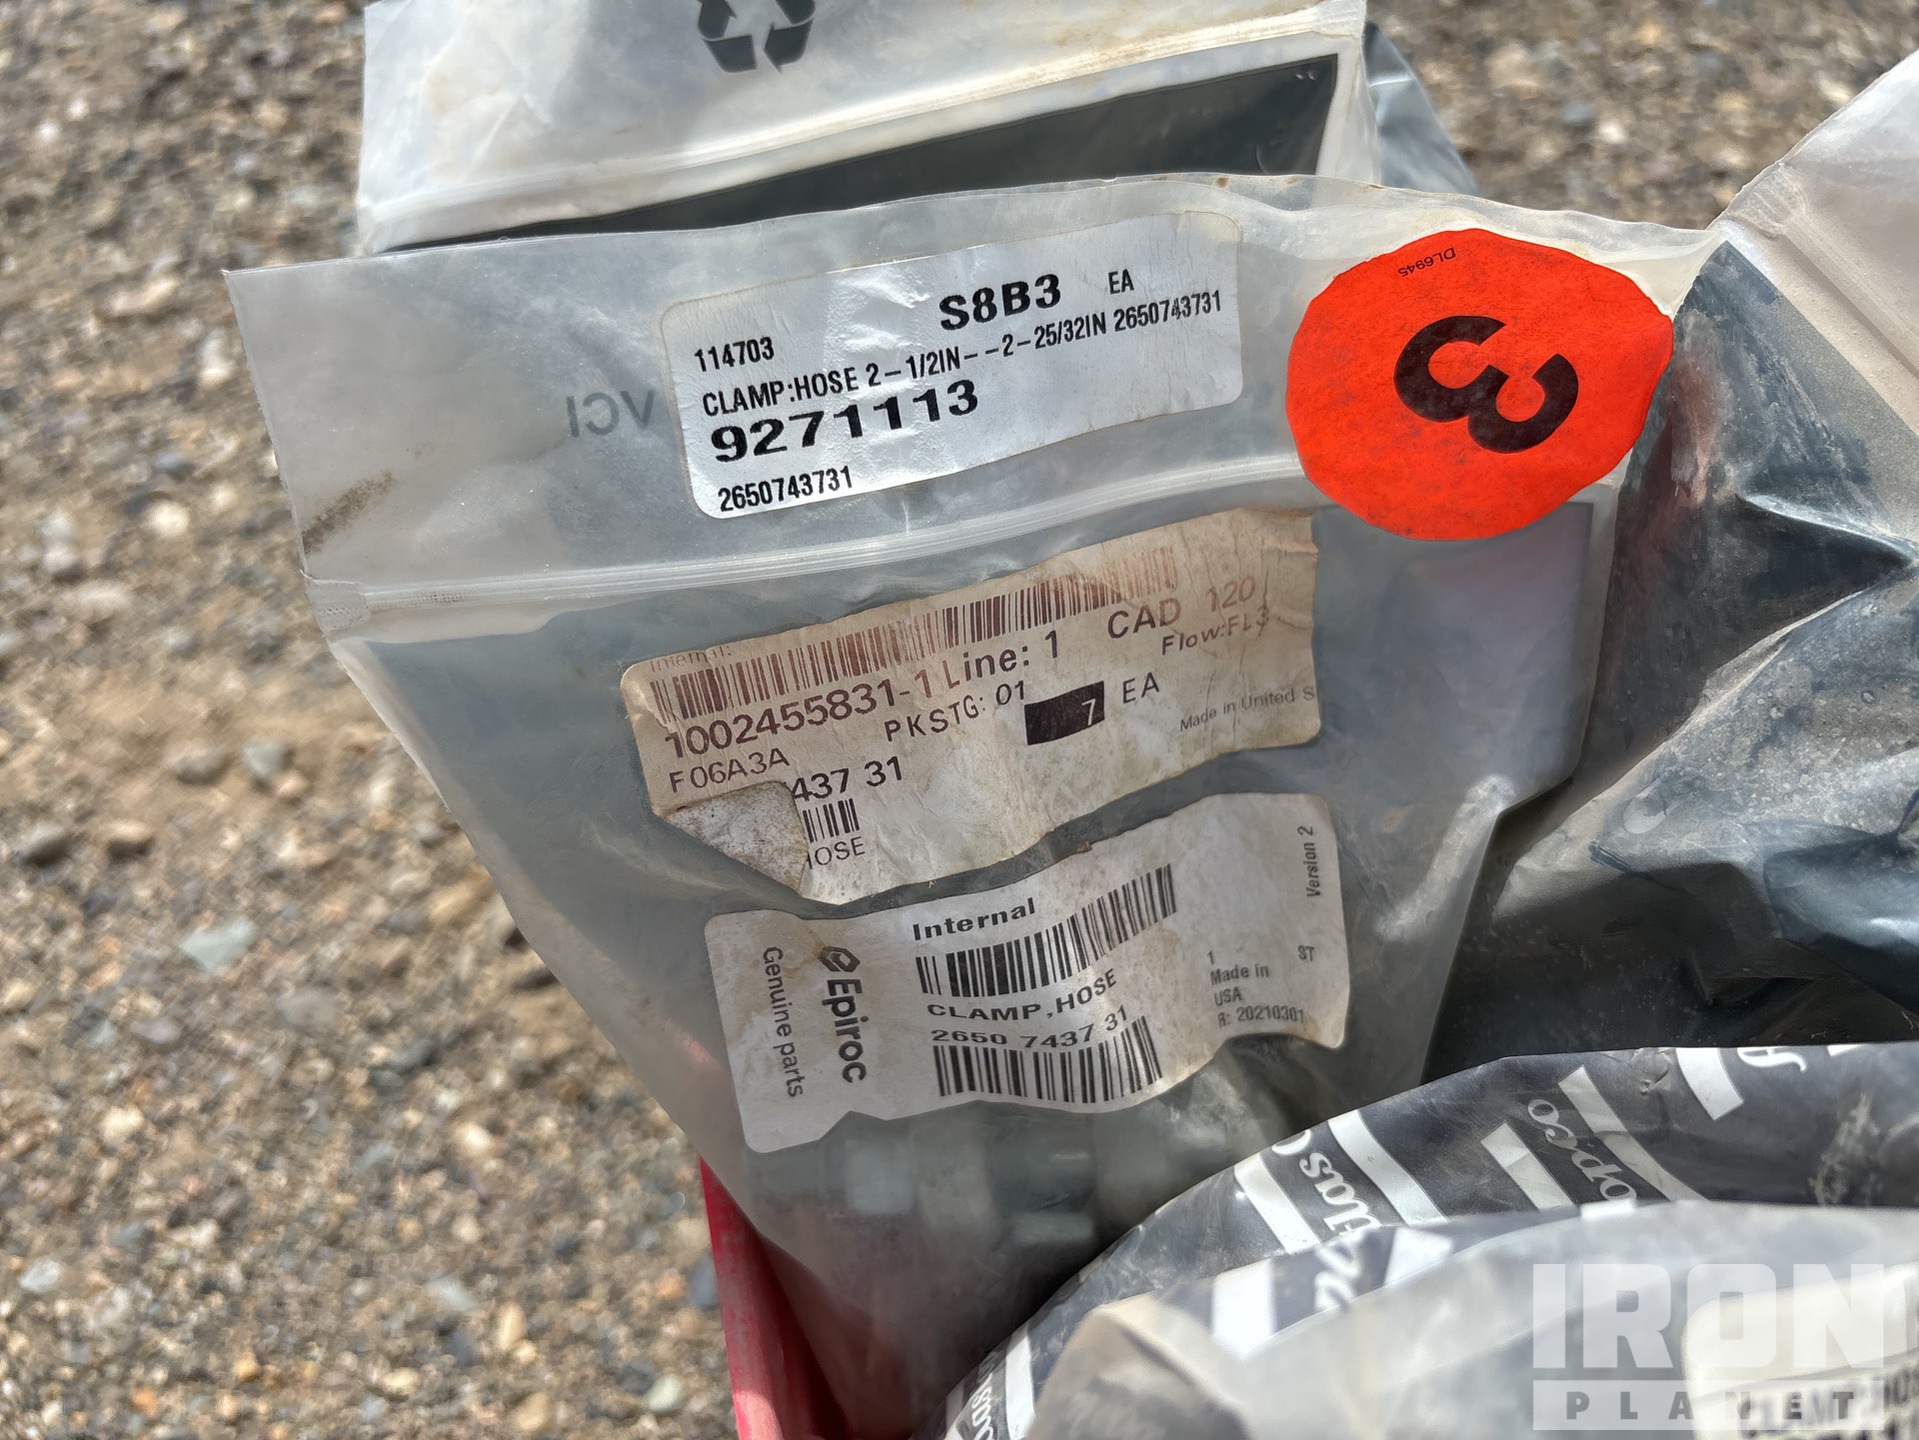 S8B3 EA
114703
CLAMP:HOSE 2-1/2IN--2-25/32IN 2650743731
9271113
2650743731
VCI
DL6945
3
Internal:
1002455831-1 Line: 1 CAD 120
F06A3A PKSTG: 01 7 EA Flow:FL3
437 31 Made in United S
HOSE
Internal
CLAMP,HOSE
2650 7437 31
Epiroc
Genuine parts
1 ST
Made in
USA
R: 20210301
Version 2
Atlas Copco
IRON
PLANET